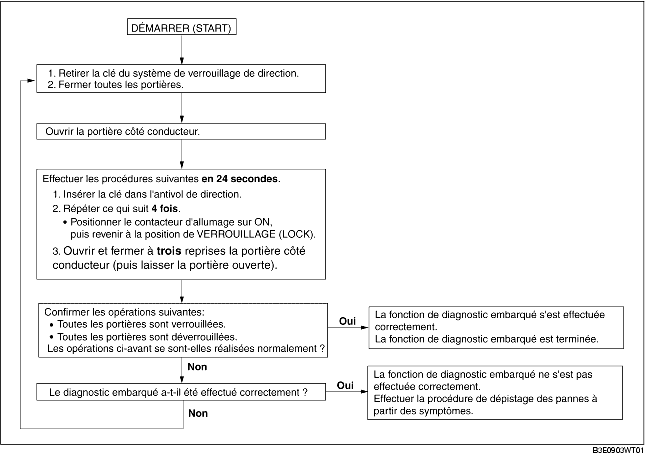 DÉMARRER (START)
1. Retirer la clé du système de verrouillage de direction.
2. Fermer toutes les portières.
Ouvrir la portière côté conducteur.
Effectuer les procédures suivantes en 24 secondes.
1. Insérer la clé dans l'antivol de direction.
2. Répéter ce qui suit 4 fois.
• Positionner le contacteur d'allumage sur ON,
puis revenir à la position de VERROUILLAGE (LOCK).
3. Ouvrir et fermer à trois reprises la portière côté
conducteur (puis laisser la portière ouverte).
Confirmer les opérations suivantes:
• Toutes les portières sont verrouillées.
• Toutes les portières sont déverrouillées.
Les opérations ci-avant se sont-elles réalisées normalement ?
Oui
La fonction de diagnostic embarqué s'est effectuée
correctement.
La fonction de diagnostic embarqué est terminée.
Non
Le diagnostic embarqué a-t-il été effectué correctement ?
Oui
La fonction de diagnostic embarqué ne s'est pas
effectuée correctement.
Effectuer la procédure de dépistage des pannes à
partir des symptômes.
Non
B3E0903WT01